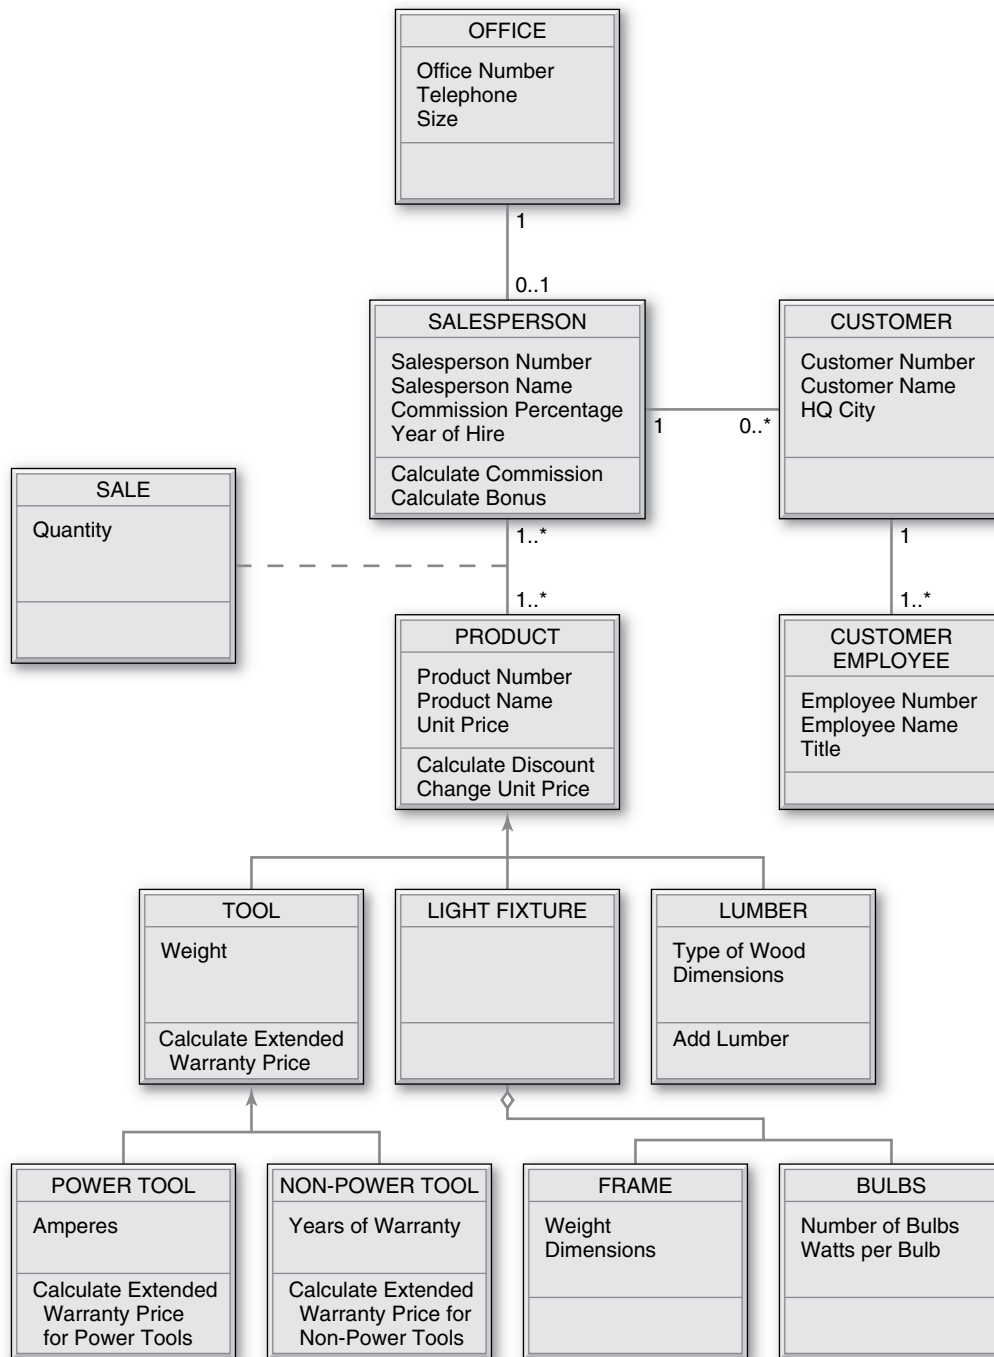 OFFICE
Office Number
Telephone
Size
1
0..1
SALESPERSON
Salesperson Number
Salesperson Name
Commission Percentage
Year of Hire
Calculate Commission
Calculate Bonus
1
0..*
CUSTOMER
Customer Number
Customer Name
HQ City
SALE
Quantity
1..*
1..*
1
1..*
PRODUCT
Product Number
Product Name
Unit Price
Calculate Discount
Change Unit Price
CUSTOMER
EMPLOYEE
Employee Number
Employee Name
Title
TOOL
Weight
Calculate Extended
Warranty Price
LIGHT FIXTURE
LUMBER
Type of Wood
Dimensions
Add Lumber
POWER TOOL
Amperes
Calculate Extended
Warranty Price
for Power Tools
NON-POWER TOOL
Years of Warranty
Calculate Extended
Warranty Price for
Non-Power Tools
FRAME
Weight
Dimensions
BULBS
Number of Bulbs
Watts per Bulb